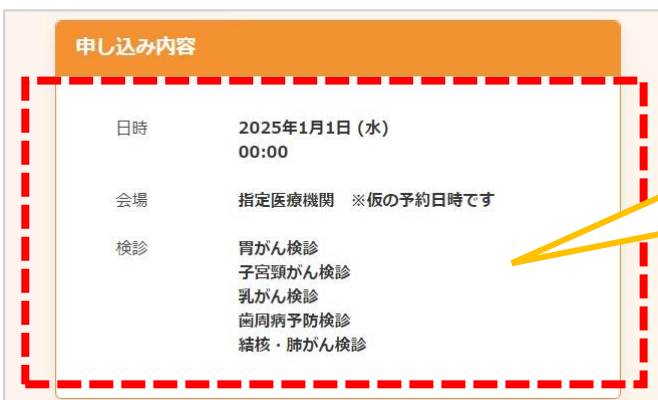 申し込み内容
日時 2025年1月1日 (水)
00:00
会場 指定医療機関 ※仮の予約日時です
検診 胃がん検診
子宮頸がん検診
乳がん検診
歯周病予防検診
結核・肺がん検診